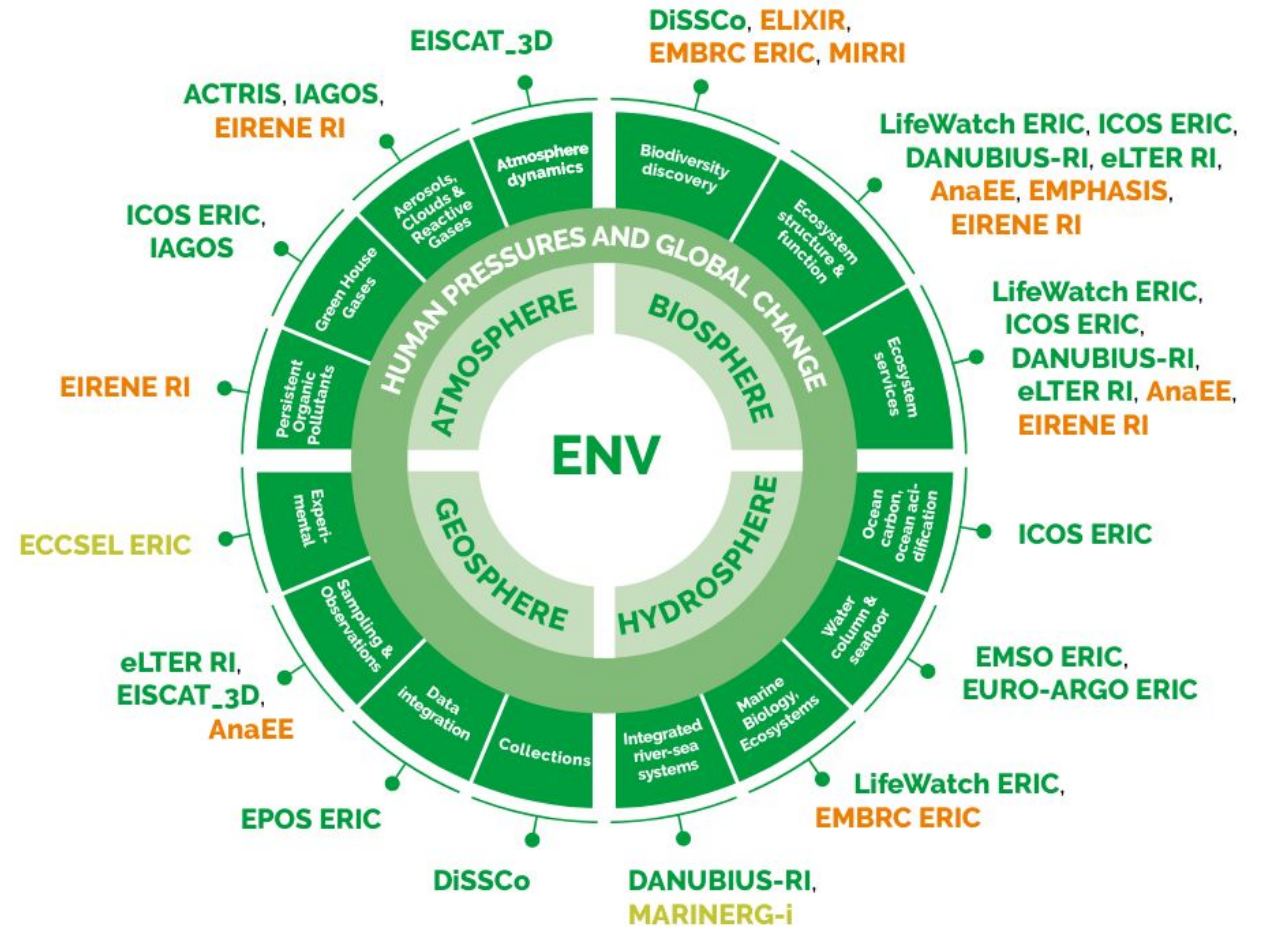 EISCAT_3D
DiSSCo, ELIXIR,
EMBRC ERIC, MIRRI
ACTRIS, IAGOS,
EIRENE RI
LifeWatch ERIC, ICOS ERIC,
DANUBIUS-RI, eLTER RI,
AnaEE, EMPHASIS,
EIRENE RI
ICOS ERIC,
IAGOS
LifeWatch ERIC,
ICOS ERIC,
DANUBIUS-RI,
eLTER RI, AnaEE,
EIRENE RI
EIRENE RI
Atmosphere
dynamics
Biodiversity
discovery
Aerosols,
Clouds &
Reactive
Gases
Ecosystem
structure &
function
Green House
Gases
Ecosystem
services
Persistent
Organic
Pollutants
HUMAN PRESSURES AND GLOBAL CHANGE
ATMOSPHERE
BIOSPHERE
ENV
GEOSPHERE
HYDROSPHERE
Experi-
mental
Ocean
carbon,
ocean aci-
dification
Sampling &
Observations
Water
column &
seafloor
Data
integration
Marine
Biology,
Ecosystems
Collections
Integrated
river-sea
systems
ECCSEL ERIC
ICOS ERIC
eLTER RI,
EISCAT_3D,
AnaEE
EMSO ERIC,
EURO-ARGO ERIC
EPOS ERIC
LifeWatch ERIC,
EMBRC ERIC
DiSSCo
DANUBIUS-RI,
MARINERG-i